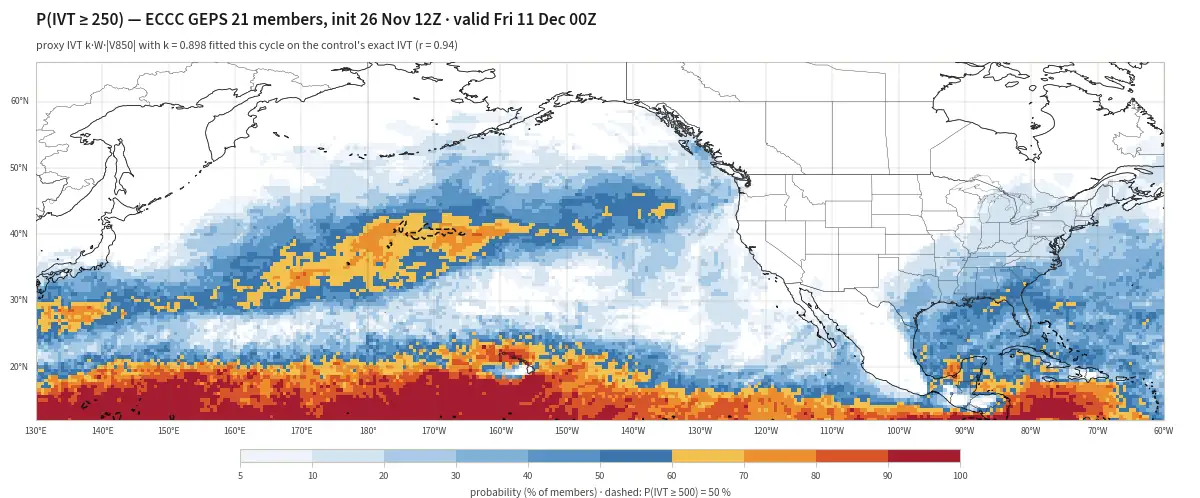 P(IVT ≥ 250) — ECCC GEPS 21 members, init 26 Nov 12Z · valid Fri 11 Dec 00Z
proxy IVT k·W·|V850| with k = 0.898 fitted this cycle on the control's exact IVT (r = 0.94)
60°N
50°N
40°N
30°N
20°N
130°E 140°E 150°E 160°E 170°E 180° 170°W 160°W 150°W 140°W 130°W 120°W 110°W 100°W 90°W 80°W 70°W 60°W
5 10 20 30 40 50 60 70 80 90 100
probability (% of members) · dashed: P(IVT ≥ 500) = 50 %